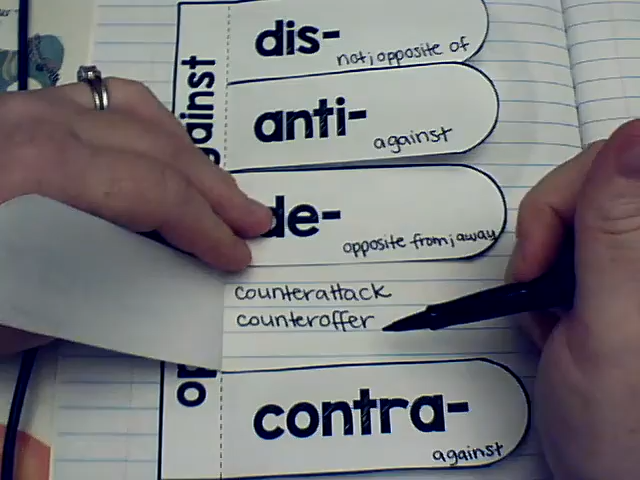 dis-
not; opposite of
anti-
against
de-
opposite from; away
counterattack
counteroffer
contra-
against